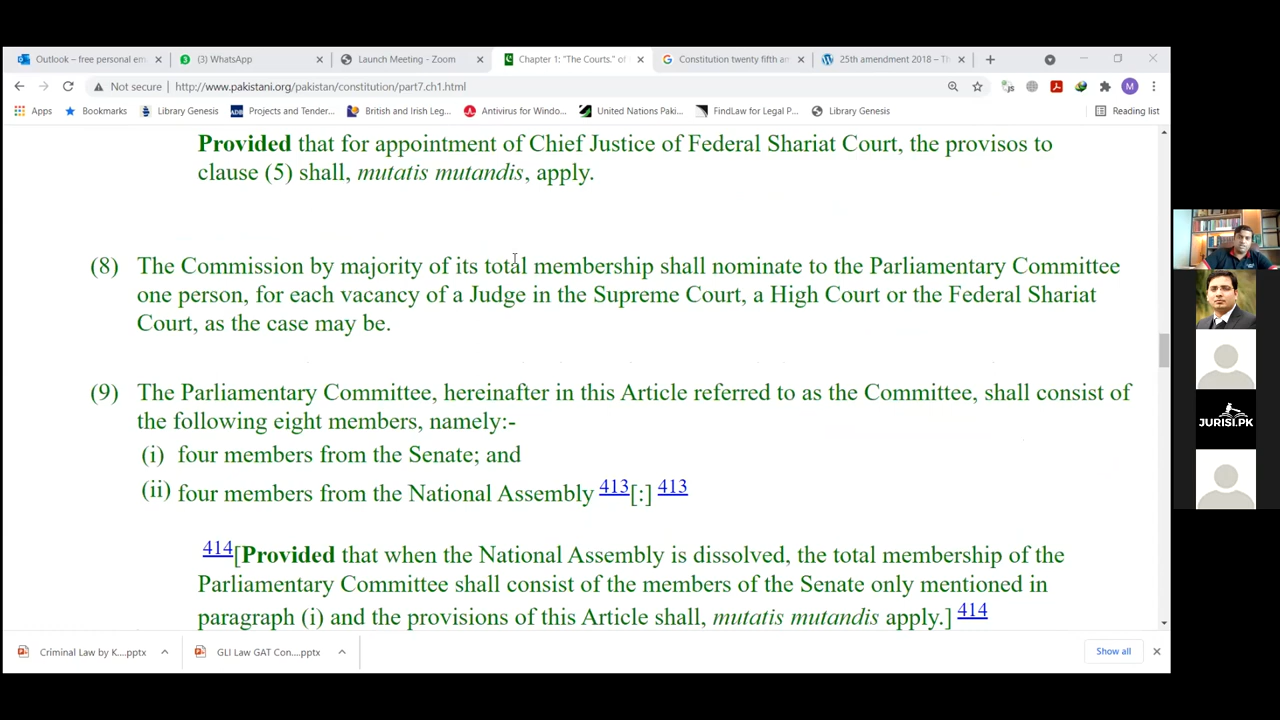 Outlook – free personal em
(3) WhatsApp
Launch Meeting - Zoom
Chapter 1: "The Courts." of
Constitution twenty fifth am
25th amendment 2018 – Th
Not secure | http://www.pakistani.org/pakistan/constitution/part7.ch1.html
M
Apps
Bookmarks
Library Genesis
ADB
Projects and Tender...
British and Irish Leg...
Antivirus for Windo...
United Nations Paki...
FindLaw for Legal P...
Library Genesis
Reading list
Provided that for appointment of Chief Justice of Federal Shariat Court, the provisos to
clause (5) shall, mutatis mutandis, apply.
(8) The Commission by majority of its total membership shall nominate to the Parliamentary Committee
one person, for each vacancy of a Judge in the Supreme Court, a High Court or the Federal Shariat
Court, as the case may be.
(9) The Parliamentary Committee, hereinafter in this Article referred to as the Committee, shall consist of
the following eight members, namely:-
(i) four members from the Senate; and
(ii) four members from the National Assembly 413[:] 413
414[Provided that when the National Assembly is dissolved, the total membership of the
Parliamentary Committee shall consist of the members of the Senate only mentioned in
paragraph (i) and the provisions of this Article shall, mutatis mutandis apply.] 414
JURISI.PK
Criminal Law by K....pptx
GLI Law GAT Con....pptx
Show all